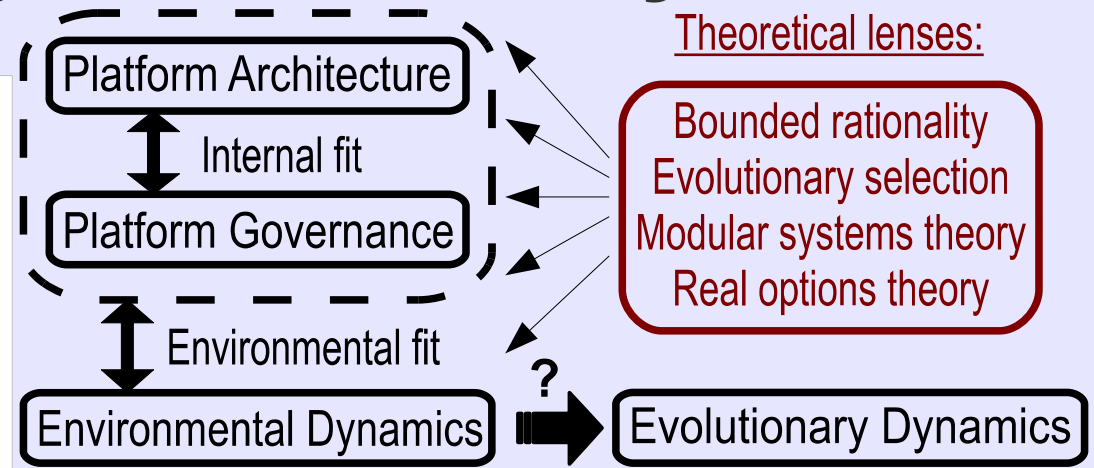 Platform Architecture
Internal fit
Platform Governance
Environmental fit
Environmental Dynamics
Theoretical lenses:
Bounded rationality
Evolutionary selection
Modular systems theory
Real options theory
?
Evolutionary Dynamics